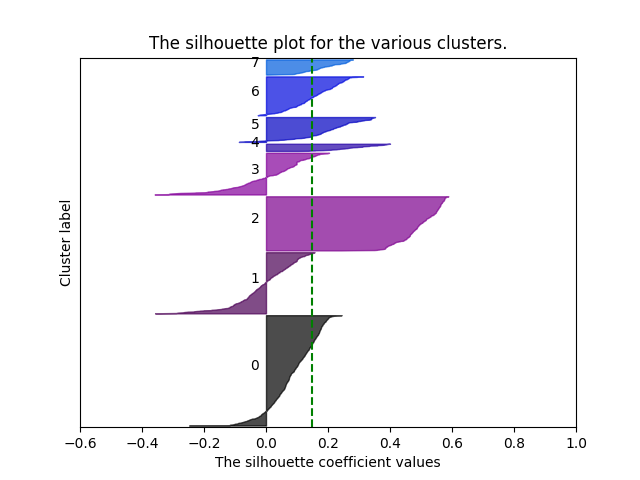 The silhouette plot for the various clusters.
7
6
5
4
3
2
1
0
Cluster label
−0.6 −0.4 −0.2 0.0 0.2 0.4 0.6 0.8 1.0
The silhouette coefficient values